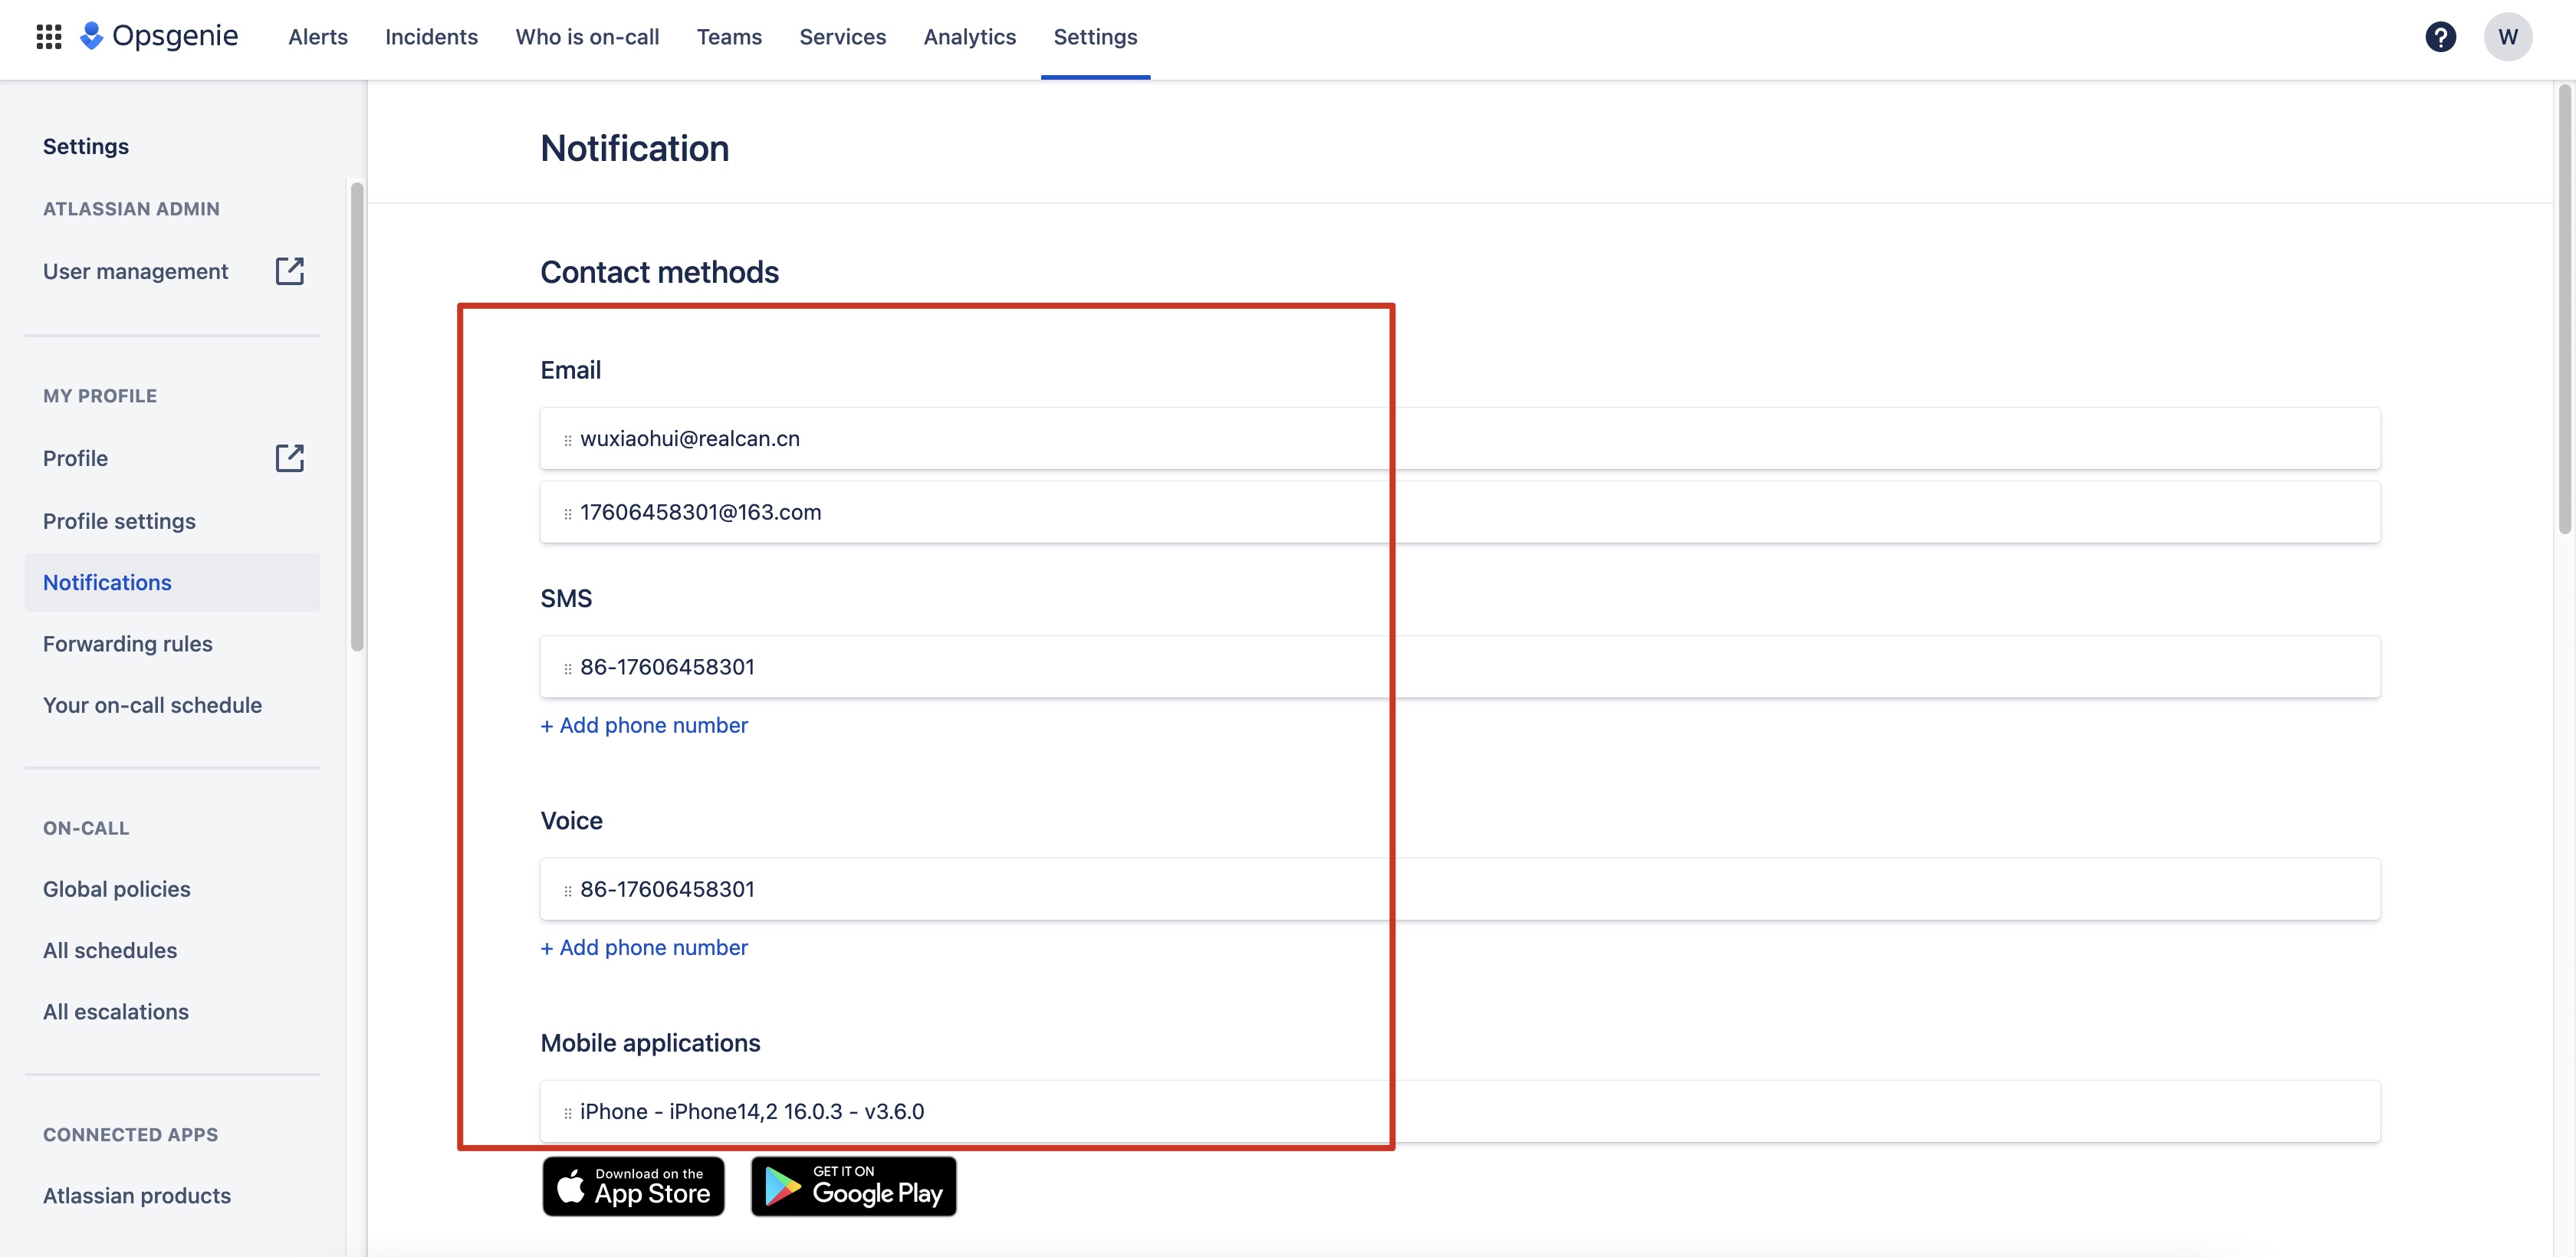 Opsgenie
Alerts
Incidents
Who is on-call
Teams
Services
Analytics
Settings
?
W
Settings
ATLASSIAN ADMIN
User management
MY PROFILE
Profile
Profile settings
Notifications
Forwarding rules
Your on-call schedule
ON-CALL
Global policies
All schedules
All escalations
CONNECTED APPS
Atlassian products
Notification
Contact methods
Email
wuxiaohui@realcan.cn
17606458301@163.com
SMS
86-17606458301
+ Add phone number
Voice
86-17606458301
+ Add phone number
Mobile applications
iPhone - iPhone14,2 16.0.3 - v3.6.0
Download on the
App Store
GET IT ON
Google Play